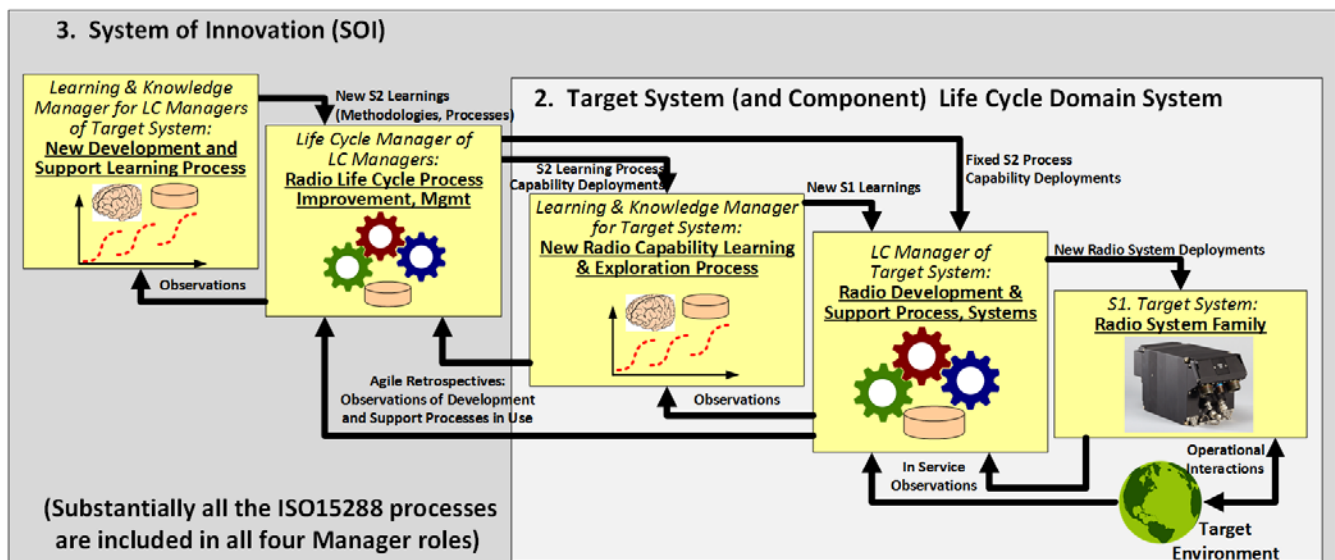 3. System of Innovation (SOI)
Learning & Knowledge
Manager for LC Managers
of Target System:
New Development and
Support Learning Process
New S2 Learnings
(Methodologies, Processes)
Observations
Life Cycle Manager of
LC Managers:
Radio Life Cycle Process
Improvement, Mgmt
2. Target System (and Component) Life Cycle Domain System
S2 Learning Process
Capability Deployments
Fixed S2 Process
Capability Deployments
New S1 Learnings
Learning & Knowledge Manager
for Target System:
New Radio Capability Learning
& Exploration Process
LC Manager of
Target System:
Radio Development &
Support Process, Systems
New Radio System Deployments
S1. Target System:
Radio System Family
Agile Retrospectives:
Observations of Development
and Support Processes in Use
Observations
In Service
Observations
Operational
Interactions
Target
Environment
(Substantially all the ISO15288 processes
are included in all four Manager roles)